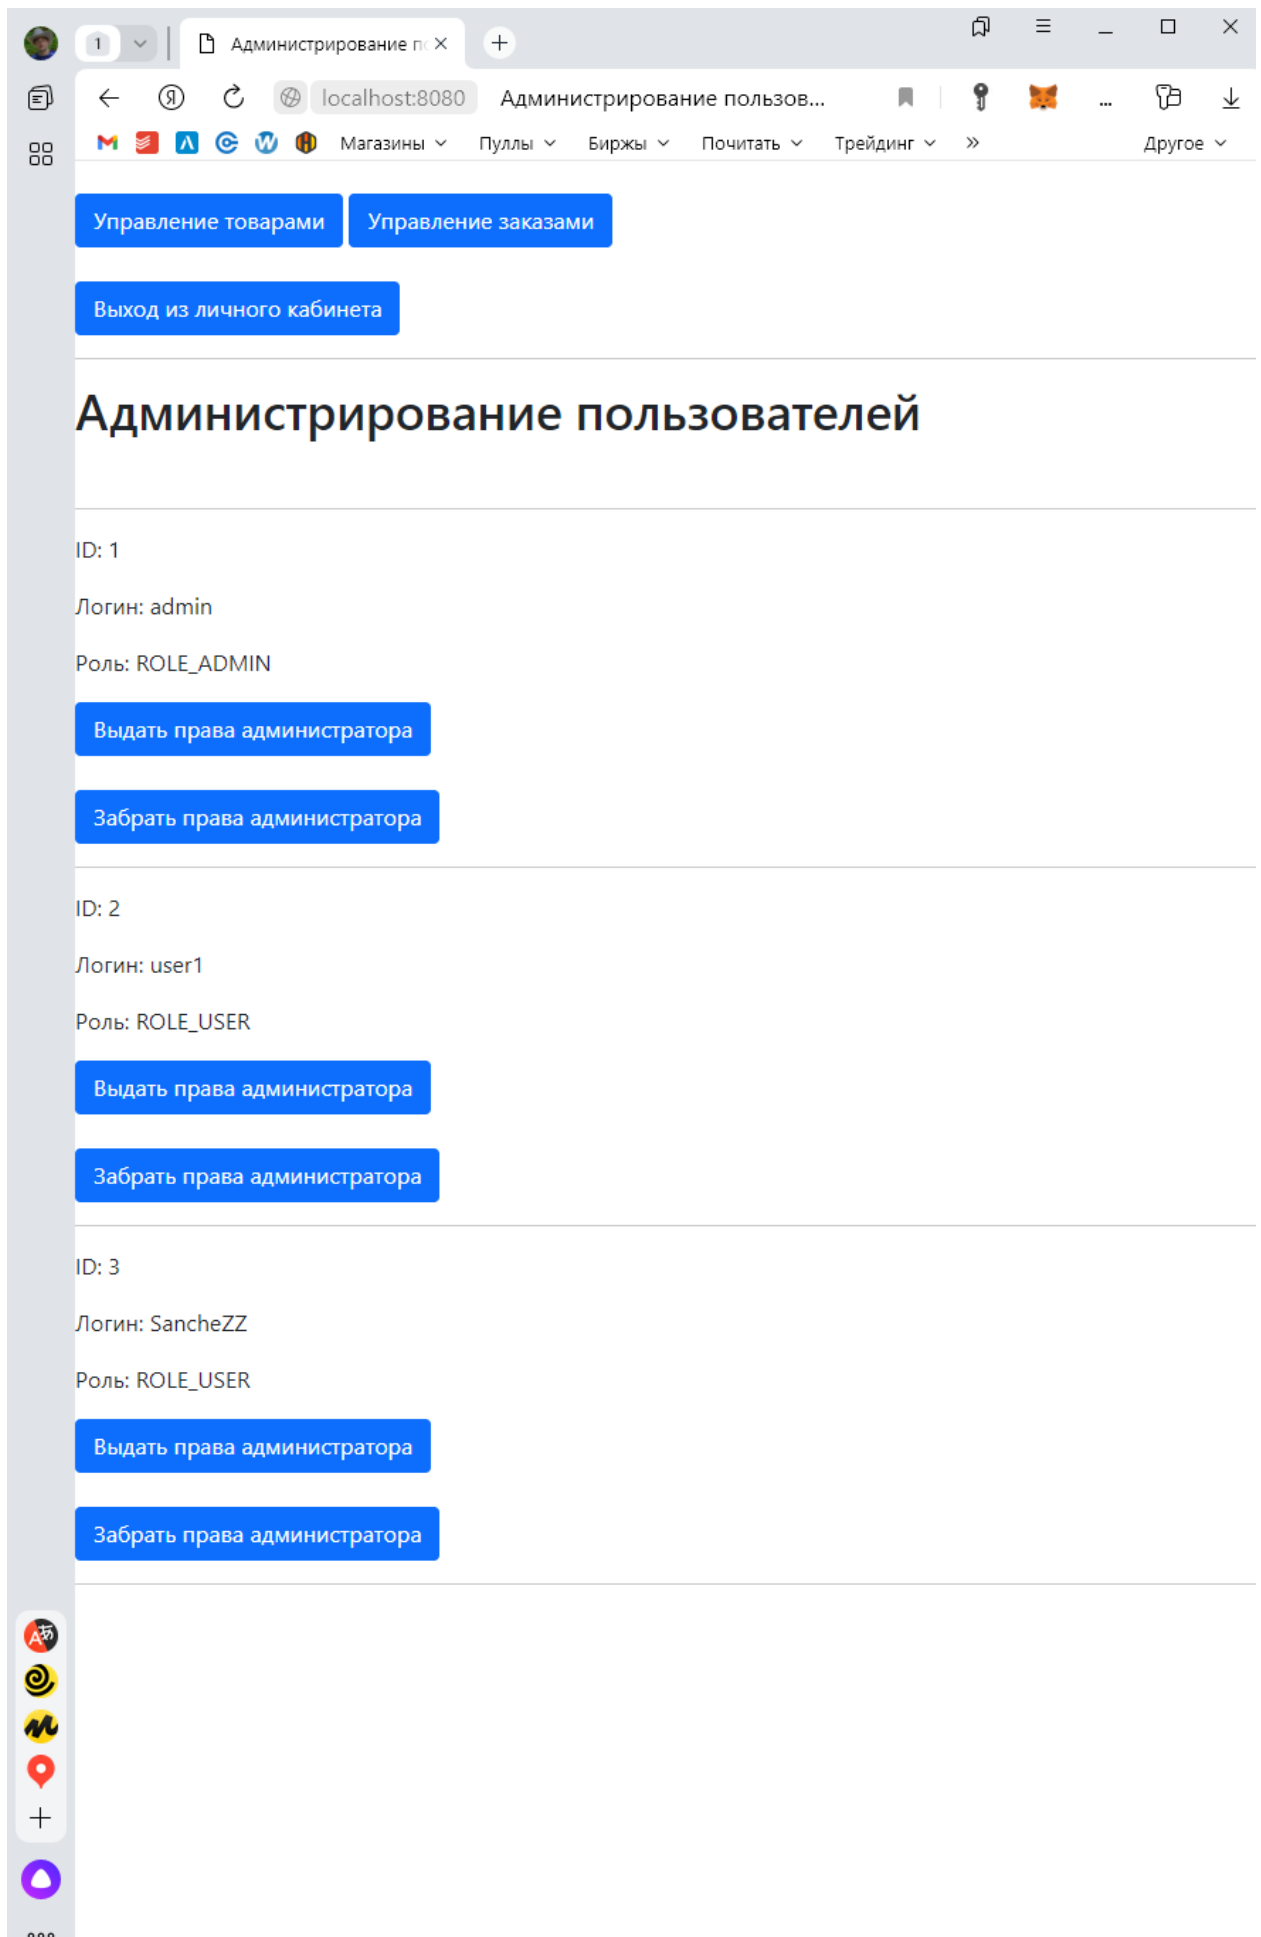 1
Администрирование пс
localhost:8080 Администрирование пользов...
Магазины Пуллы Биржы Почитать Трейдинг » Другое
Управление товарами Управление заказами
Выход из личного кабинета
Администрирование пользователей
ID: 1
Логин: admin
Роль: ROLE_ADMIN
Выдать права администратора
Забрать права администратора
ID: 2
Логин: user1
Роль: ROLE_USER
Выдать права администратора
Забрать права администратора
ID: 3
Логин: SancheZZ
Роль: ROLE_USER
Выдать права администратора
Забрать права администратора